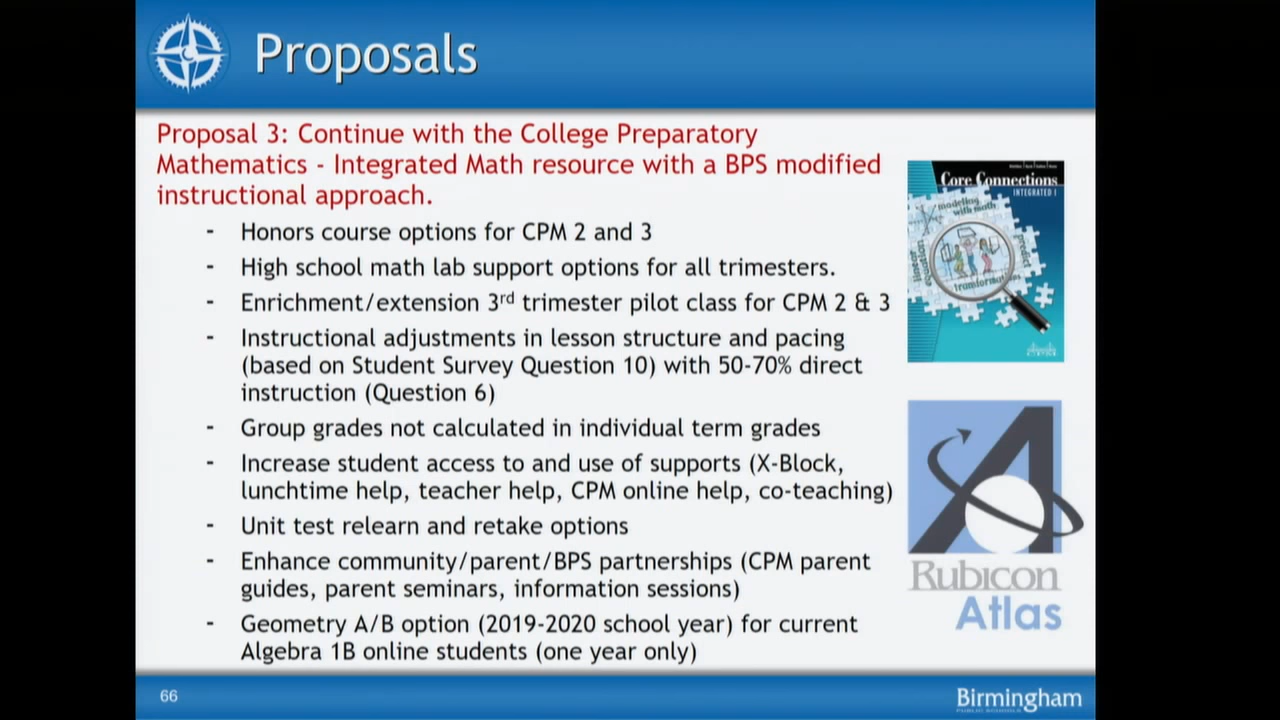 Proposals
Proposal 3: Continue with the College Preparatory
Mathematics - Integrated Math resource with a BPS modified
instructional approach.
- Honors course options for CPM 2 and 3
- High school math lab support options for all trimesters.
- Enrichment/extension 3rd trimester pilot class for CPM 2 & 3
- Instructional adjustments in lesson structure and pacing
(based on Student Survey Question 10) with 50-70% direct
instruction (Question 6)
- Group grades not calculated in individual term grades
- Increase student access to and use of supports (X-Block,
lunchtime help, teacher help, CPM online help, co-teaching)
- Unit test relearn and retake options
- Enhance community/parent/BPS partnerships (CPM parent
guides, parent seminars, information sessions)
- Geometry A/B option (2019-2020 school year) for current
Algebra 1B online students (one year only)
Core Connections
INTEGRATED I
modeling
with math
linear
equation
predict
Rubicon
Atlas
66
Birmingham
PUBLIC SCHOOLS